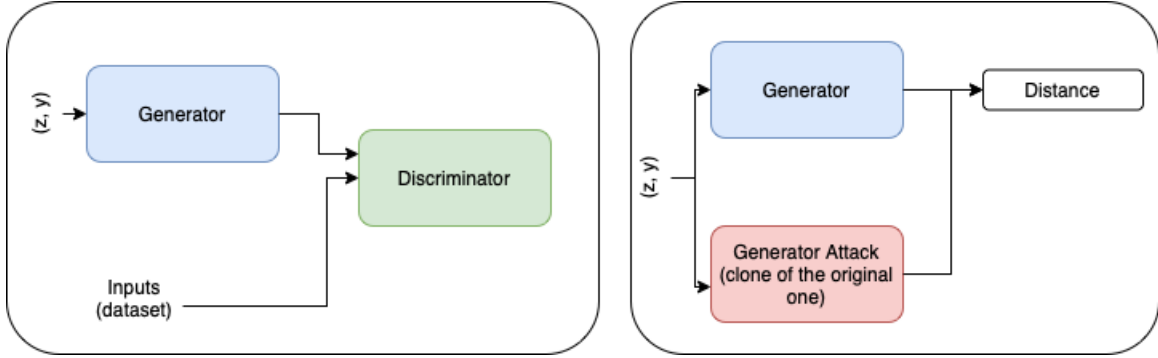 (z, y)
Generator
Discriminator
Inputs
(dataset)
(z, y)
Generator
Distance
Generator Attack
(clone of the original
one)